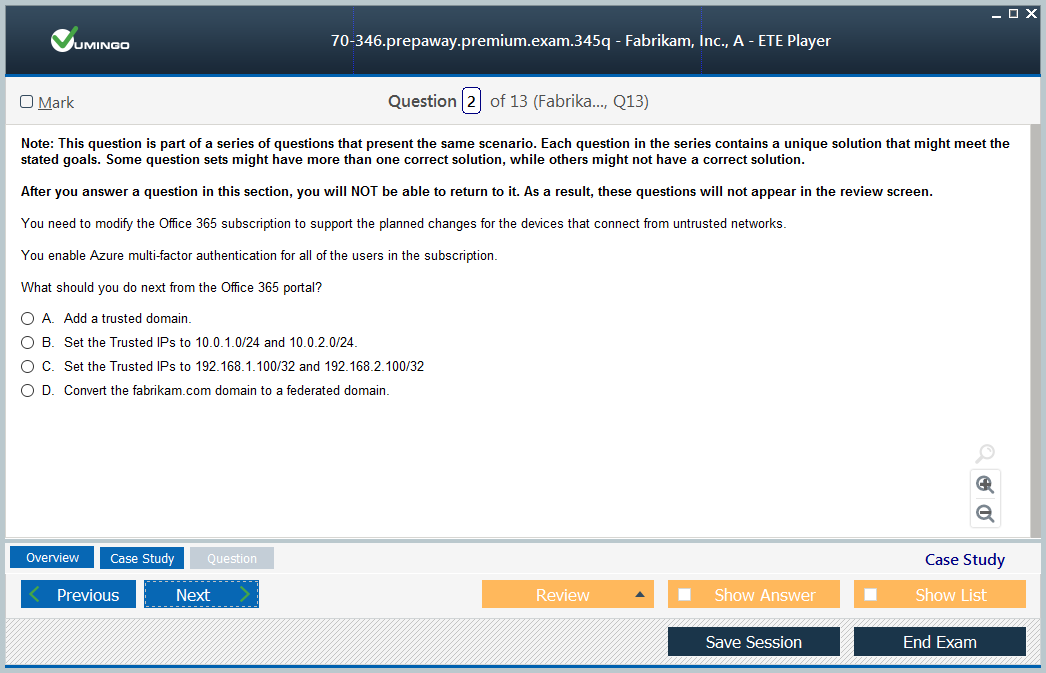 VUMINGO
70-346.prepaway.premium.exam.345q - Fabrikam, Inc., A - ETE Player
Mark
Question 2 of 13 (Fabrika..., Q13)
Note: This question is part of a series of questions that present the same scenario. Each question in the series contains a unique solution that might meet the
stated goals. Some question sets might have more than one correct solution, while others might not have a correct solution.
After you answer a question in this section, you will NOT be able to return to it. As a result, these questions will not appear in the review screen.
You need to modify the Office 365 subscription to support the planned changes for the devices that connect from untrusted networks.
You enable Azure multi-factor authentication for all of the users in the subscription.
What should you do next from the Office 365 portal?
A. Add a trusted domain.
B. Set the Trusted IPs to 10.0.1.0/24 and 10.0.2.0/24.
C. Set the Trusted IPs to 192.168.1.100/32 and 192.168.2.100/32
D. Convert the fabrikam.com domain to a federated domain.
Overview Case Study Question Case Study
Previous Next Review Show Answer Show List
Save Session End Exam